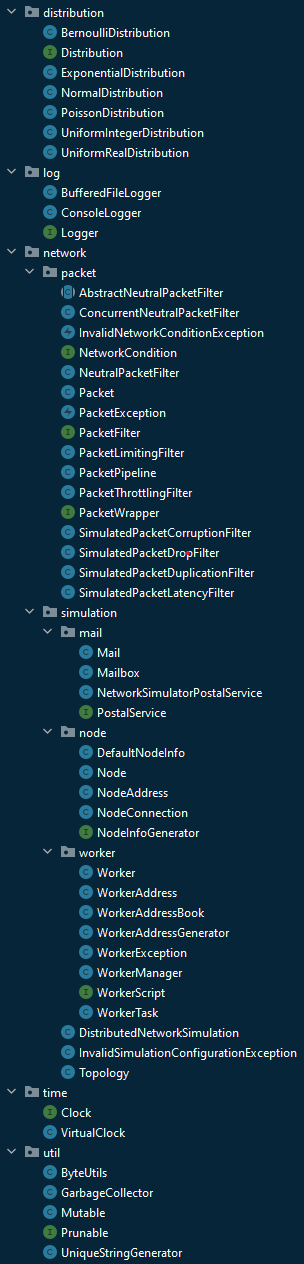 distribution
BernoulliDistribution
Distribution
ExponentialDistribution
NormalDistribution
PoissonDistribution
UniformIntegerDistribution
UniformRealDistribution
log
BufferedFileLogger
ConsoleLogger
Logger
network
packet
AbstractNeutralPacketFilter
ConcurrentNeutralPacketFilter
InvalidNetworkConditionException
NetworkCondition
NeutralPacketFilter
Packet
PacketException
PacketFilter
PacketLimitingFilter
PacketPipeline
PacketThrottlingFilter
PacketWrapper
SimulatedPacketCorruptionFilter
SimulatedPacketDropFilter
SimulatedPacketDuplicationFilter
SimulatedPacketLatencyFilter
simulation
mail
Mail
Mailbox
NetworkSimulatorPostalService
PostalService
node
DefaultNodeInfo
Node
NodeAddress
NodeConnection
NodeInfoGenerator
worker
Worker
WorkerAddress
WorkerAddressBook
WorkerAddressGenerator
WorkerException
WorkerManager
WorkerScript
WorkerTask
DistributedNetworkSimulation
InvalidSimulationConfigurationException
Topology
time
Clock
VirtualClock
util
ByteUtils
GarbageCollector
Mutable
Prunable
UniqueStringGenerator